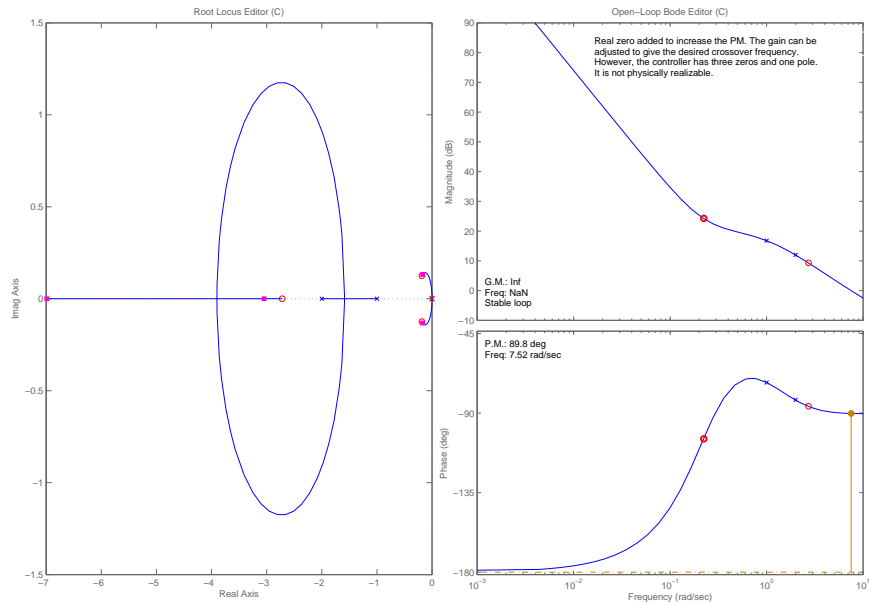 Root Locus Editor (C)
1.5
1
0.5
0
−0.5
−1
−1.5
Imag Axis
−7
−6
−5
−4
−3
−2
−1
0
Real Axis
Open−Loop Bode Editor (C)
90
80
70
60
50
40
30
20
10
0
−10
Magnitude (dB)
Real zero added to increase the PM. The gain can be
adjusted to give the desired crossover frequency.
However, the controller has three zeros and one pole.
It is not physically realizable.
G.M.: Inf
Freq: NaN
Stable loop
−45
−90
−135
−180
Phase (deg)
P.M.: 89.8 deg
Freq: 7.52 rad/sec
10−3
10−2
10−1
100
101
Frequency (rad/sec)